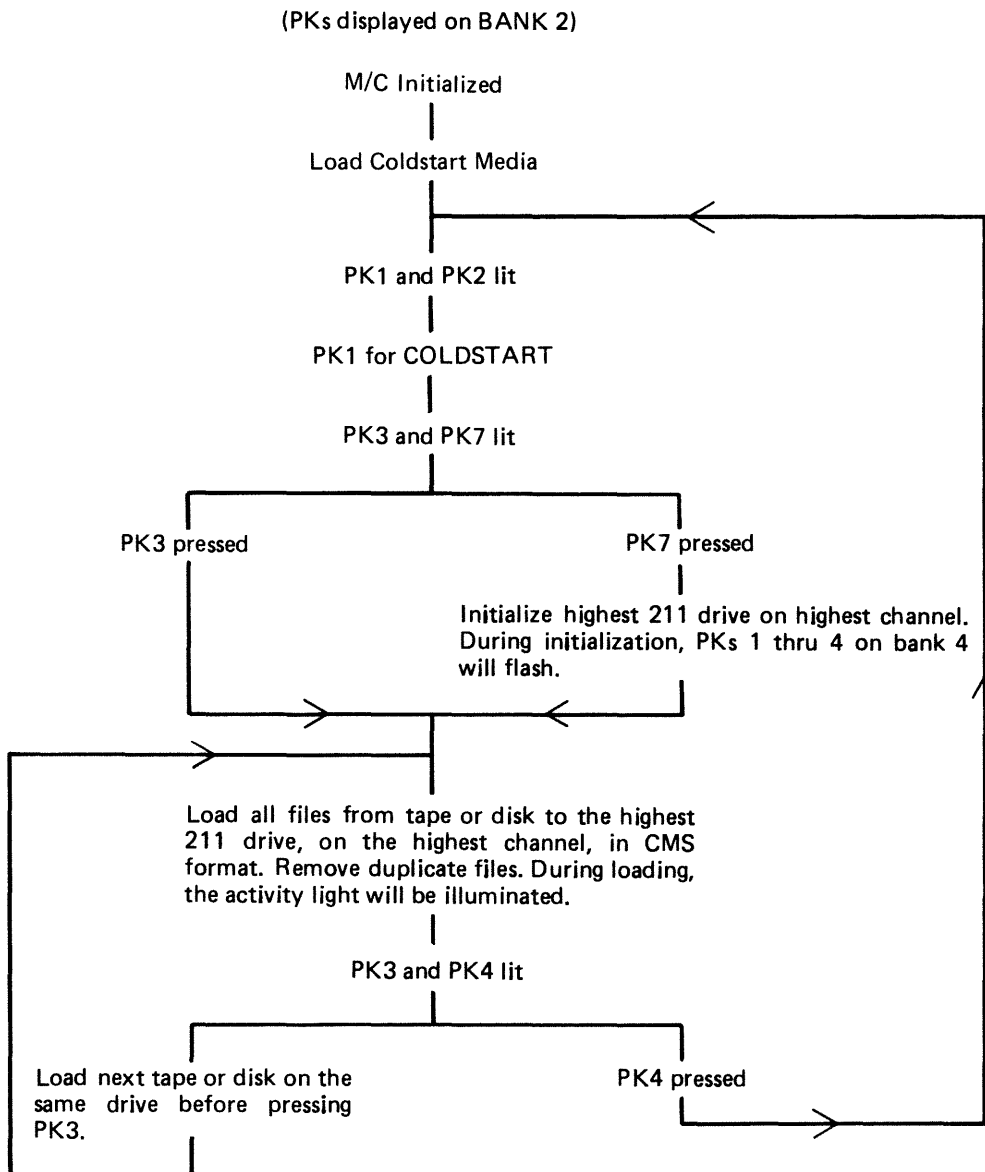 (PKs displayed on BANK 2)
M/C Initialized
Load Coldstart Media
PK1 and PK2 lit
PK1 for COLDSTART
PK3 and PK7 lit
PK3 pressed
PK7 pressed
Initialize highest 211 drive on highest channel.
During initialization, PKs 1 thru 4 on bank 4
will flash.
Load all files from tape or disk to the highest
211 drive, on the highest channel, in CMS
format. Remove duplicate files. During loading,
the activity light will be illuminated.
PK3 and PK4 lit
Load next tape or disk on the
same drive before pressing
PK3.
PK4 pressed